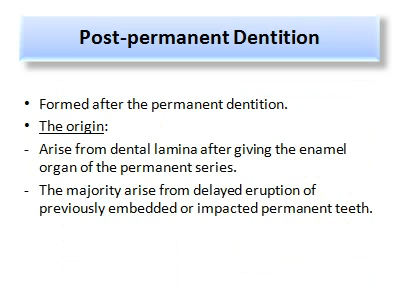 Post-permanent Dentition
• Formed after the permanent dentition.
• The origin:
- Arise from dental lamina after giving the enamel
organ of the permanent series.
- The majority arise from delayed eruption of
previously embedded or impacted permanent teeth.